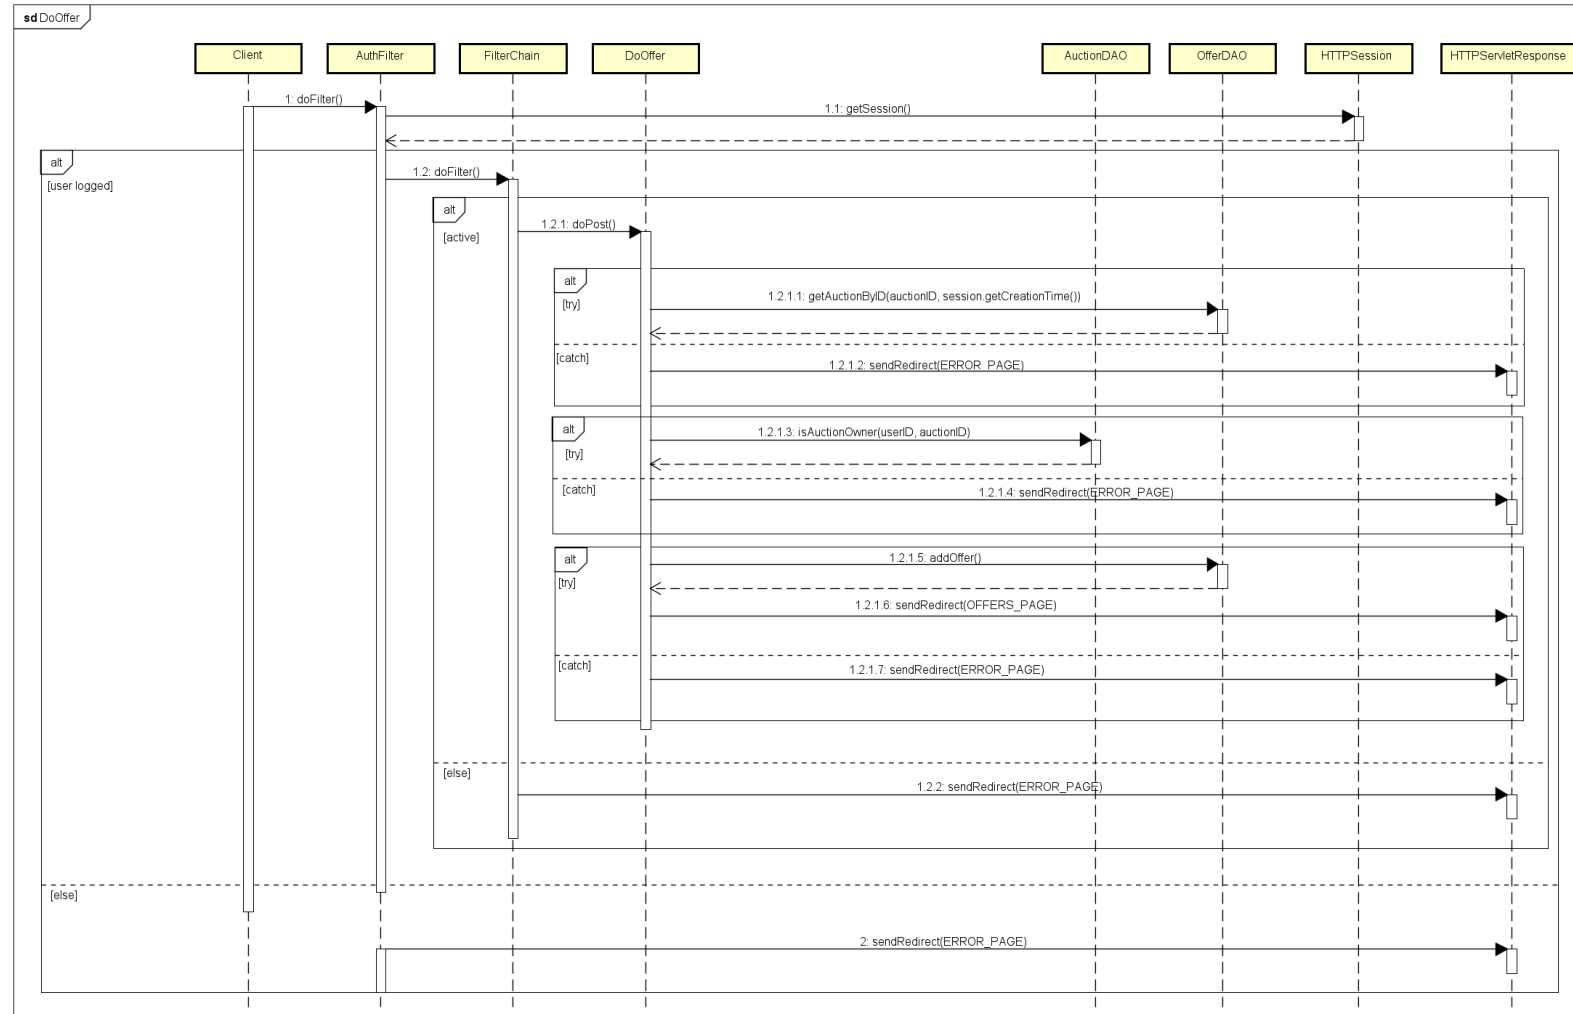 sd DoOffer
Client
AuthFilter
FilterChain
DoOffer
AuctionDAO
OfferDAO
HTTPSession
HTTPServletResponse
1: doFilter()
1.1: getSession()
alt
[user logged]
1.2: doFilter()
alt
[active]
1.2.1: doPost()
alt
[try]
1.2.1.1: getAuctionByID(auctionID, session.getCreationTime())
[catch]
1.2.1.2: sendRedirect(ERROR_PAGE)
alt
[try]
1.2.1.3: isAuctionOwner(userID, auctionID)
[catch]
1.2.1.4: sendRedirect(ERROR_PAGE)
alt
[try]
1.2.1.5: addOffer()
1.2.1.6: sendRedirect(OFFERS_PAGE)
[catch]
1.2.1.7: sendRedirect(ERROR_PAGE)
[else]
1.2.2: sendRedirect(ERROR_PAGE)
[else]
2: sendRedirect(ERROR_PAGE)